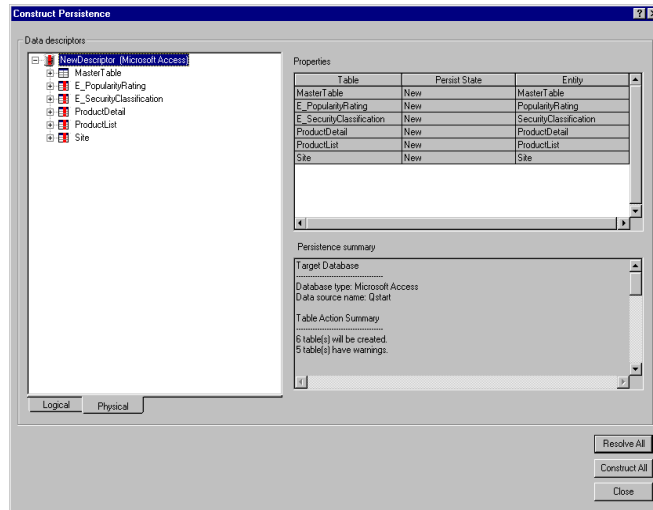 Construct Persistence
Data descriptors
NewDescriptor (Microsoft Access)
MasterTable
E_PopularityRating
E_SecurityClassification
ProductDetail
ProductList
Site
Logical Physical
Properties
Table Persist State Entity
MasterTable New MasterTable
E_PopularityRating New PopularityRating
E_SecurityClassification New SecurityClassification
ProductDetail New ProductDetail
ProductList New ProductList
Site New Site
Persistence summary
Target Database
-----------------------------------
Database type: Microsoft Access
Data source name: Qstart
Table Action Summary
-----------------------------------
6 table(s) will be created.
5 table(s) have warnings.
Resolve All
Construct All
Close